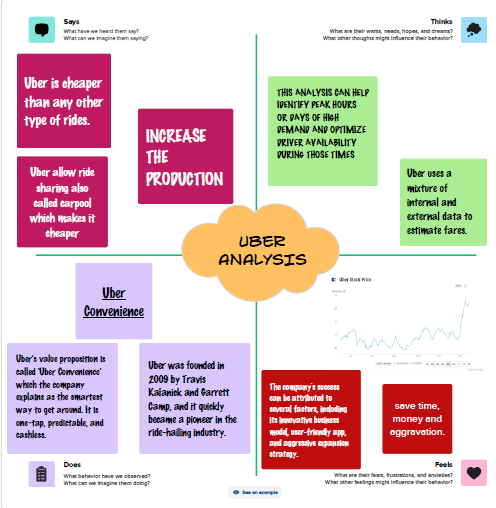 Says
What have we heard them say?
What can we imagine them saying?
Thinks
What are their wants, needs, hopes, and dreams?
What other thoughts might influence their behavior?
Uber is cheaper
than any other
type of rides.
INCREASE
THE
PRODUCTION
Uber allow ride
sharing also
called carpool
which makes it
cheaper
THIS ANALYSIS CAN HELP
IDENTIFY PEAK HOURS
OR DAYS OF HIGH
DEMAND AND OPTIMIZE
DRIVER AVAILABILITY
DURING THOSE TIMES
Uber uses a
mixture of
internal and
external data to
estimate fares.
UBER
ANALYSIS
Uber
Convenience
Uber Stock Price
Uber's value proposition is
called 'Uber Convenience'
which the company
explains as the smartest
way to get around. It is
one-tap, predictable, and
cashless.
Uber was founded in
2009 by Travis
Kalanick and Garrett
Camp, and it quickly
became a pioneer in the
ride-hailing industry.
The company's success
can be attributed to
several factors, including
its innovative business
model, user-friendly app,
and aggressive expansion
strategy.
save time,
money and
aggravation.
Does
What behavior have we observed?
What can we imagine them doing?
See an example
Feels
What are their fears, frustrations, and anxieties?
What other feelings might influence their behavior?